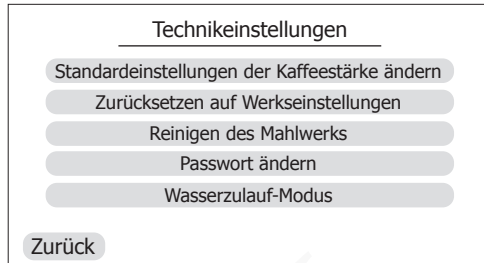 Technikeinstellungen
Standardeinstellungen der Kaffeestärke ändern
Zurücksetzen auf Werkseinstellungen
Reinigen des Mahlwerks
Passwort ändern
Wasserzulauf-Modus
Zurück